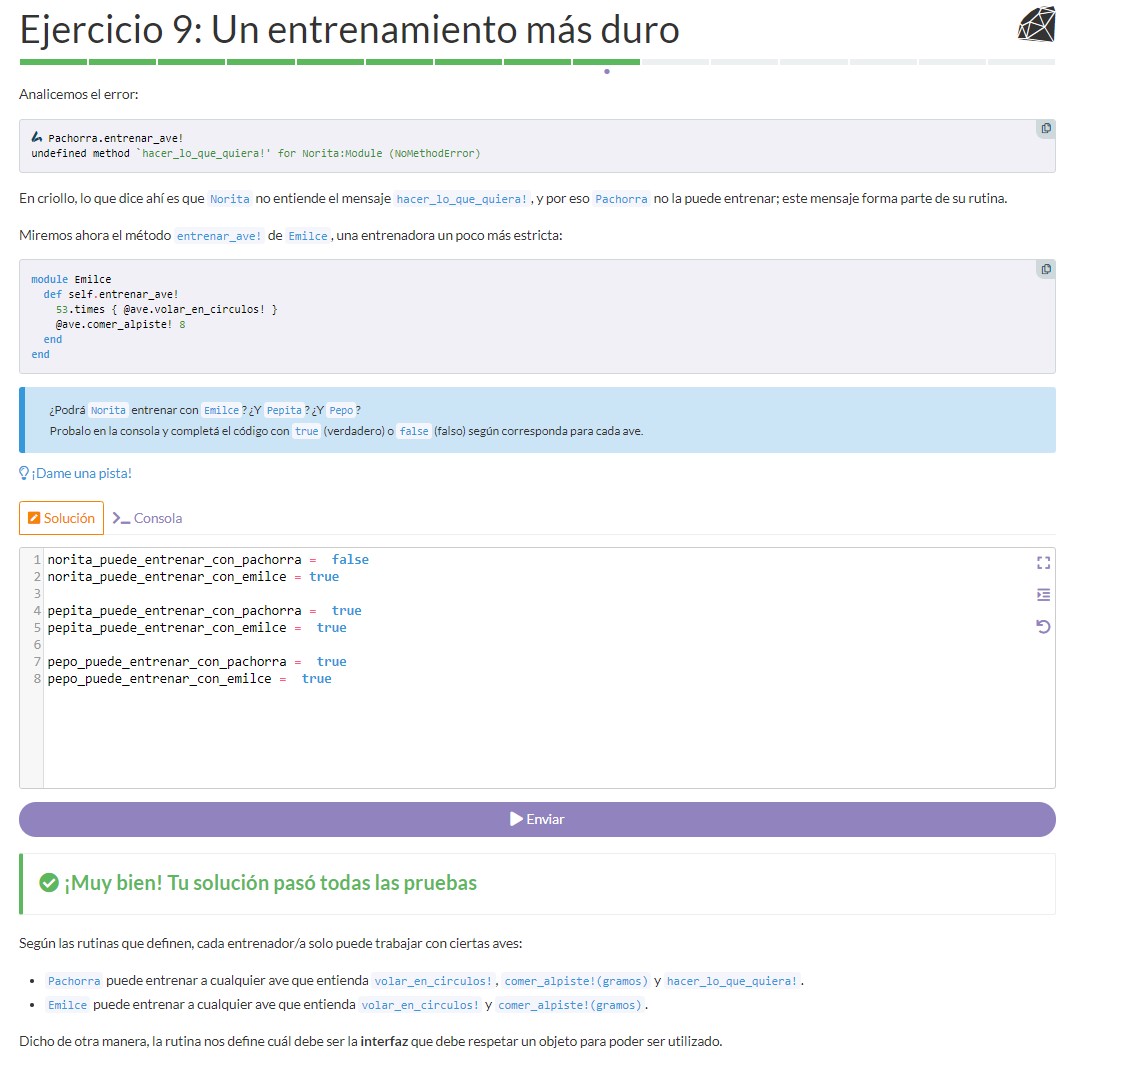 Ejercicio 9: Un entrenamiento más duro
Analicemos el error:
Pachorra.entrenar_ave!
undefined method `hacer_lo_que_quiera!' for Norita:Module (NoMethodError)
En criollo, lo que dice ahí es que Norita no entiende el mensaje hacer_lo_que_quiera!, y por eso Pachorra no la puede entrenar; este mensaje forma parte de su rutina.
Miremos ahora el método entrenar_ave! de Emilce, una entrenadora un poco más estricta:
module Emilce
  def self.entrenar_ave!
    53.times { @ave.volar_en_circulos! }
    @ave.comer_alpiste! 8
  end
end
¿Podrá Norita entrenar con Emilce? ¿Y Pepita? ¿Y Pepo?
Probalo en la consola y completá el código con true (verdadero) o false (falso) según corresponda para cada ave.
¡Dame una pista!
Solución >_ Consola
1 norita_puede_entrenar_con_pachorra =  false
2 norita_puede_entrenar_con_emilce = true
3
4 pepita_puede_entrenar_con_pachorra =  true
5 pepita_puede_entrenar_con_emilce =  true
6
7 pepo_puede_entrenar_con_pachorra =  true
8 pepo_puede_entrenar_con_emilce =  true
Enviar
¡Muy bien! Tu solución pasó todas las pruebas
Según las rutinas que definen, cada entrenador/a solo puede trabajar con ciertas aves:
• Pachorra puede entrenar a cualquier ave que entienda volar_en_circulos!, comer_alpiste!(gramos) y hacer_lo_que_quiera!.
• Emilce puede entrenar a cualquier ave que entienda volar_en_circulos! y comer_alpiste!(gramos).
Dicho de otra manera, la rutina nos define cuál debe ser la interfaz que debe respetar un objeto para poder ser utilizado.